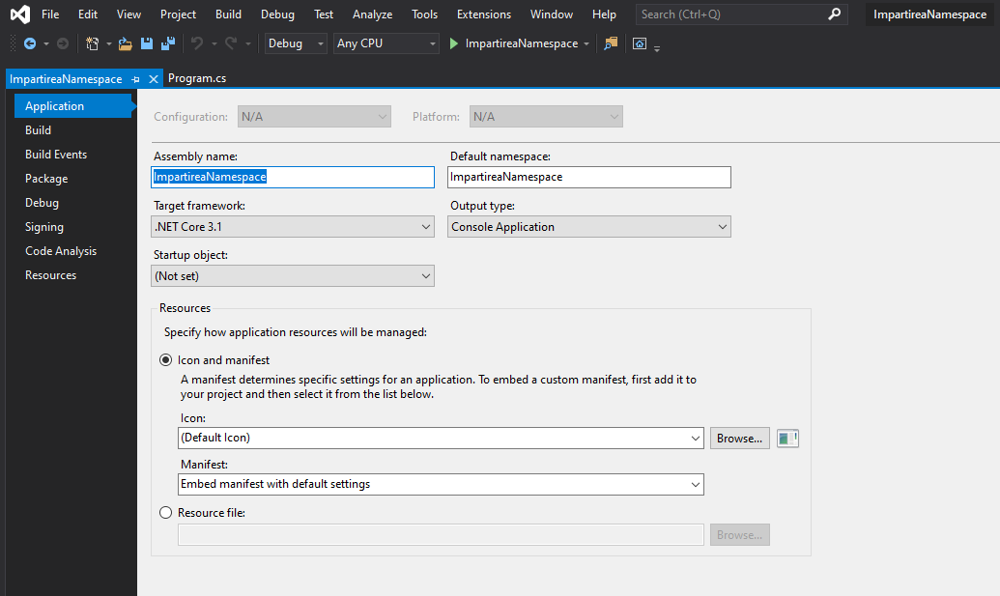 File Edit View Project Build Debug Test Analyze Tools Extensions Window Help Search (Ctrl+Q) ImpartireaNamespace
Debug Any CPU ImpartireaNamespace
ImpartireaNamespace Program.cs
Application
Build
Build Events
Package
Debug
Signing
Code Analysis
Resources
Configuration: N/A Platform: N/A
Assembly name: Default namespace:
ImpartireaNamespace ImpartireaNamespace
Target framework: Output type:
.NET Core 3.1 Console Application
Startup object:
(Not set)
Resources
Specify how application resources will be managed:
Icon and manifest
A manifest determines specific settings for an application. To embed a custom manifest, first add it to
your project and then select it from the list below.
Icon:
(Default Icon) Browse...
Manifest:
Embed manifest with default settings
Resource file:
Browse...